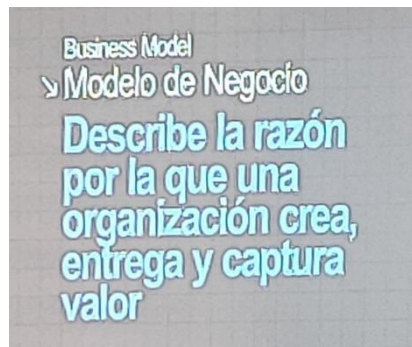 Business Model
Modelo de Negocio
Describe la razón
por la que una
organización crea,
entrega y captura
valor